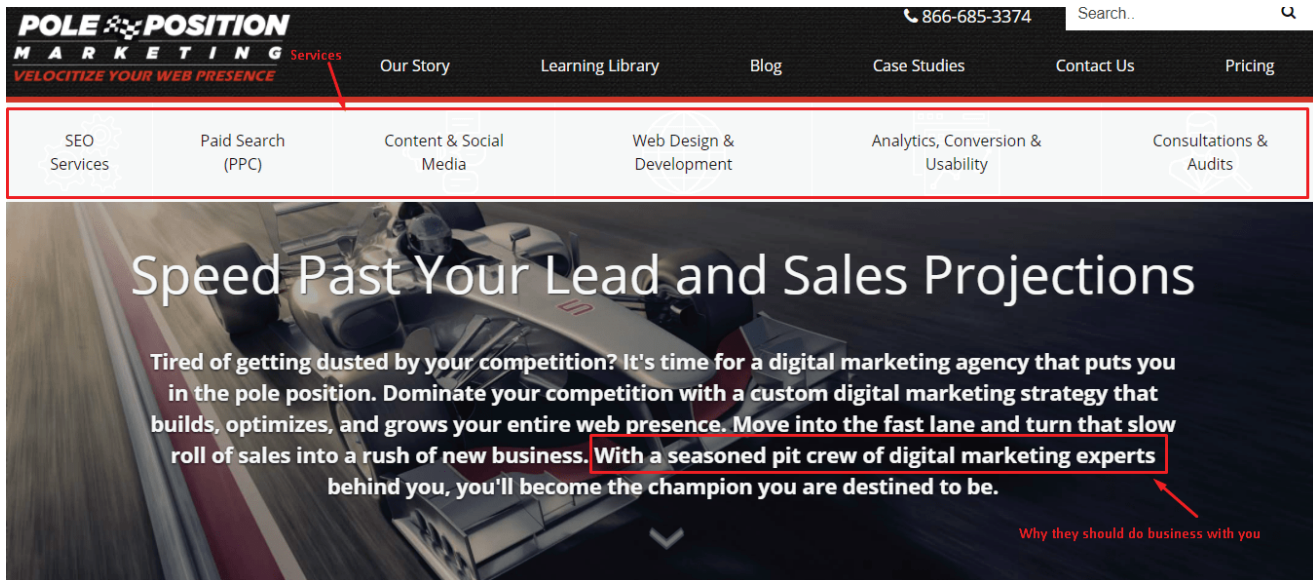 POLE POSITION
866-685-3374
Search..
MARKETING
Services
VELOCITIZE YOUR WEB PRESENCE
Our Story
Learning Library
Blog
Case Studies
Contact Us
Pricing
SEO
Services
Paid Search
(PPC)
Content & Social
Media
Web Design &
Development
Analytics, Conversion &
Usability
Consultations &
Audits
Speed Past Your Lead and Sales Projections
Tired of getting dusted by your competition? It's time for a digital marketing agency that puts you
in the pole position. Dominate your competition with a custom digital marketing strategy that
builds, optimizes, and grows your entire web presence. Move into the fast lane and turn that slow
roll of sales into a rush of new business. With a seasoned pit crew of digital marketing experts
behind you, you'll become the champion you are destined to be.
Why they should do business with you
5